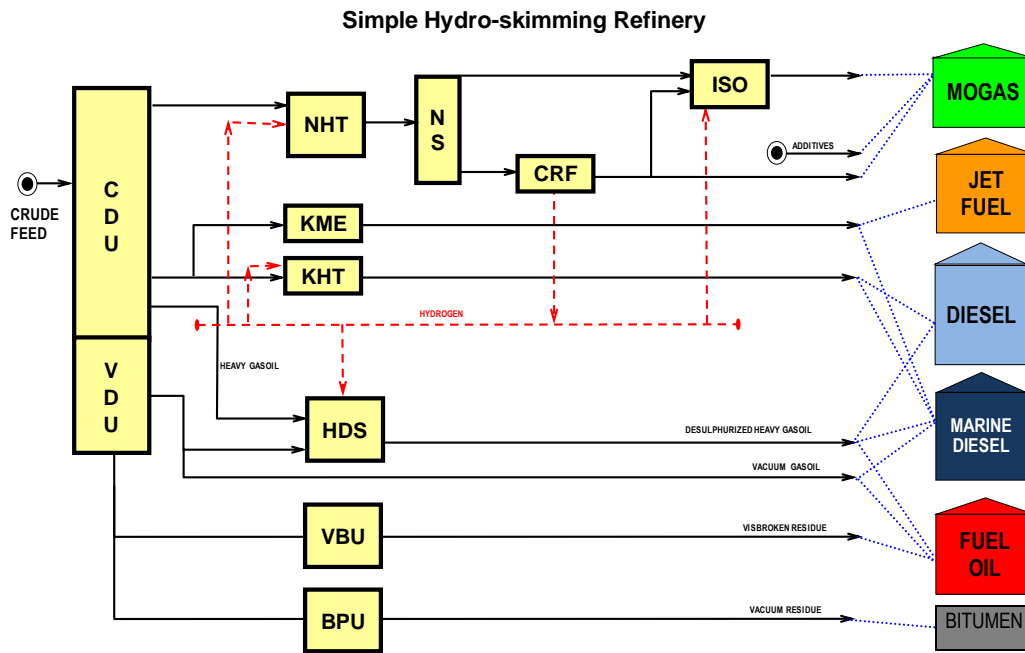 Simple Hydro-skimming Refinery
ISO
MOGAS
NHT
N
S
ADDITIVES
CRF
JET
FUEL
C
D
U
CRUDE
FEED
KME
KHT
HYDROGEN
DIESEL
V
D
U
HEAVY GASOIL
HDS
DESULPHURIZED HEAVY GASOIL
MARINE
DIESEL
VACUUM GASOIL
VBU
VISBROKEN RESIDUE
FUEL
OIL
BPU
VACUUM RESIDUE
BITUMEN